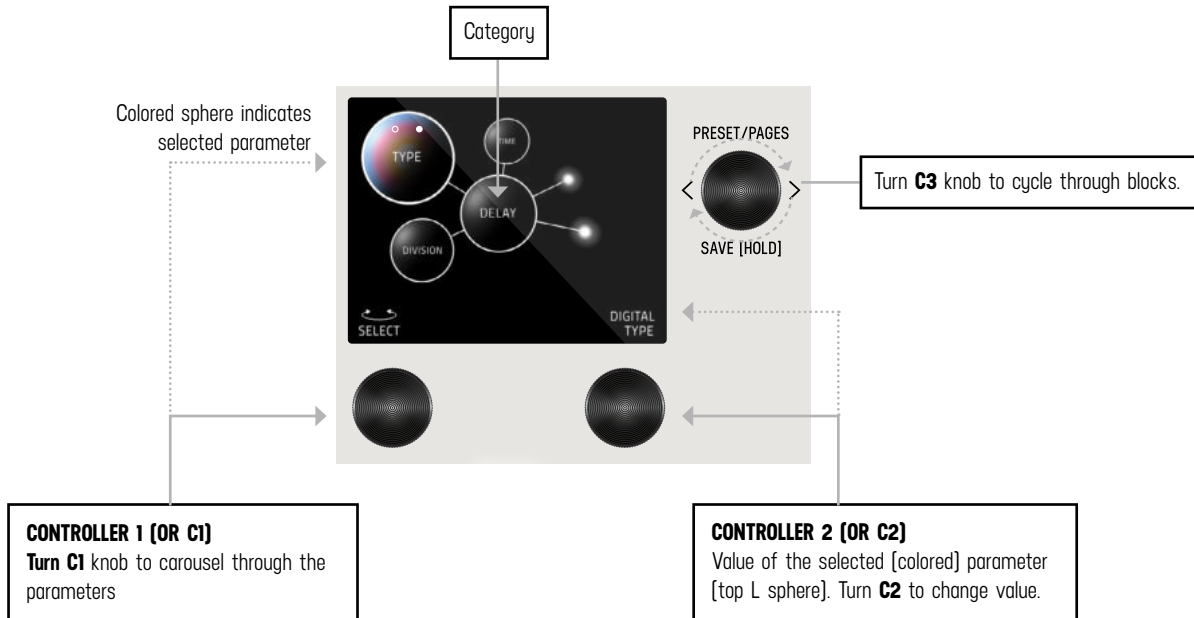 Category
Colored sphere indicates
selected parameter
TYPE
TIME
DELAY
DIVISION
SELECT
DIGITAL
TYPE
PRESET/PAGES
SAVE [HOLD]
Turn C3 knob to cycle through blocks.
CONTROLLER 1 [OR C1]
Turn C1 knob to carousel through the
parameters
CONTROLLER 2 [OR C2]
Value of the selected [colored] parameter
[top L sphere]. Turn C2 to change value.